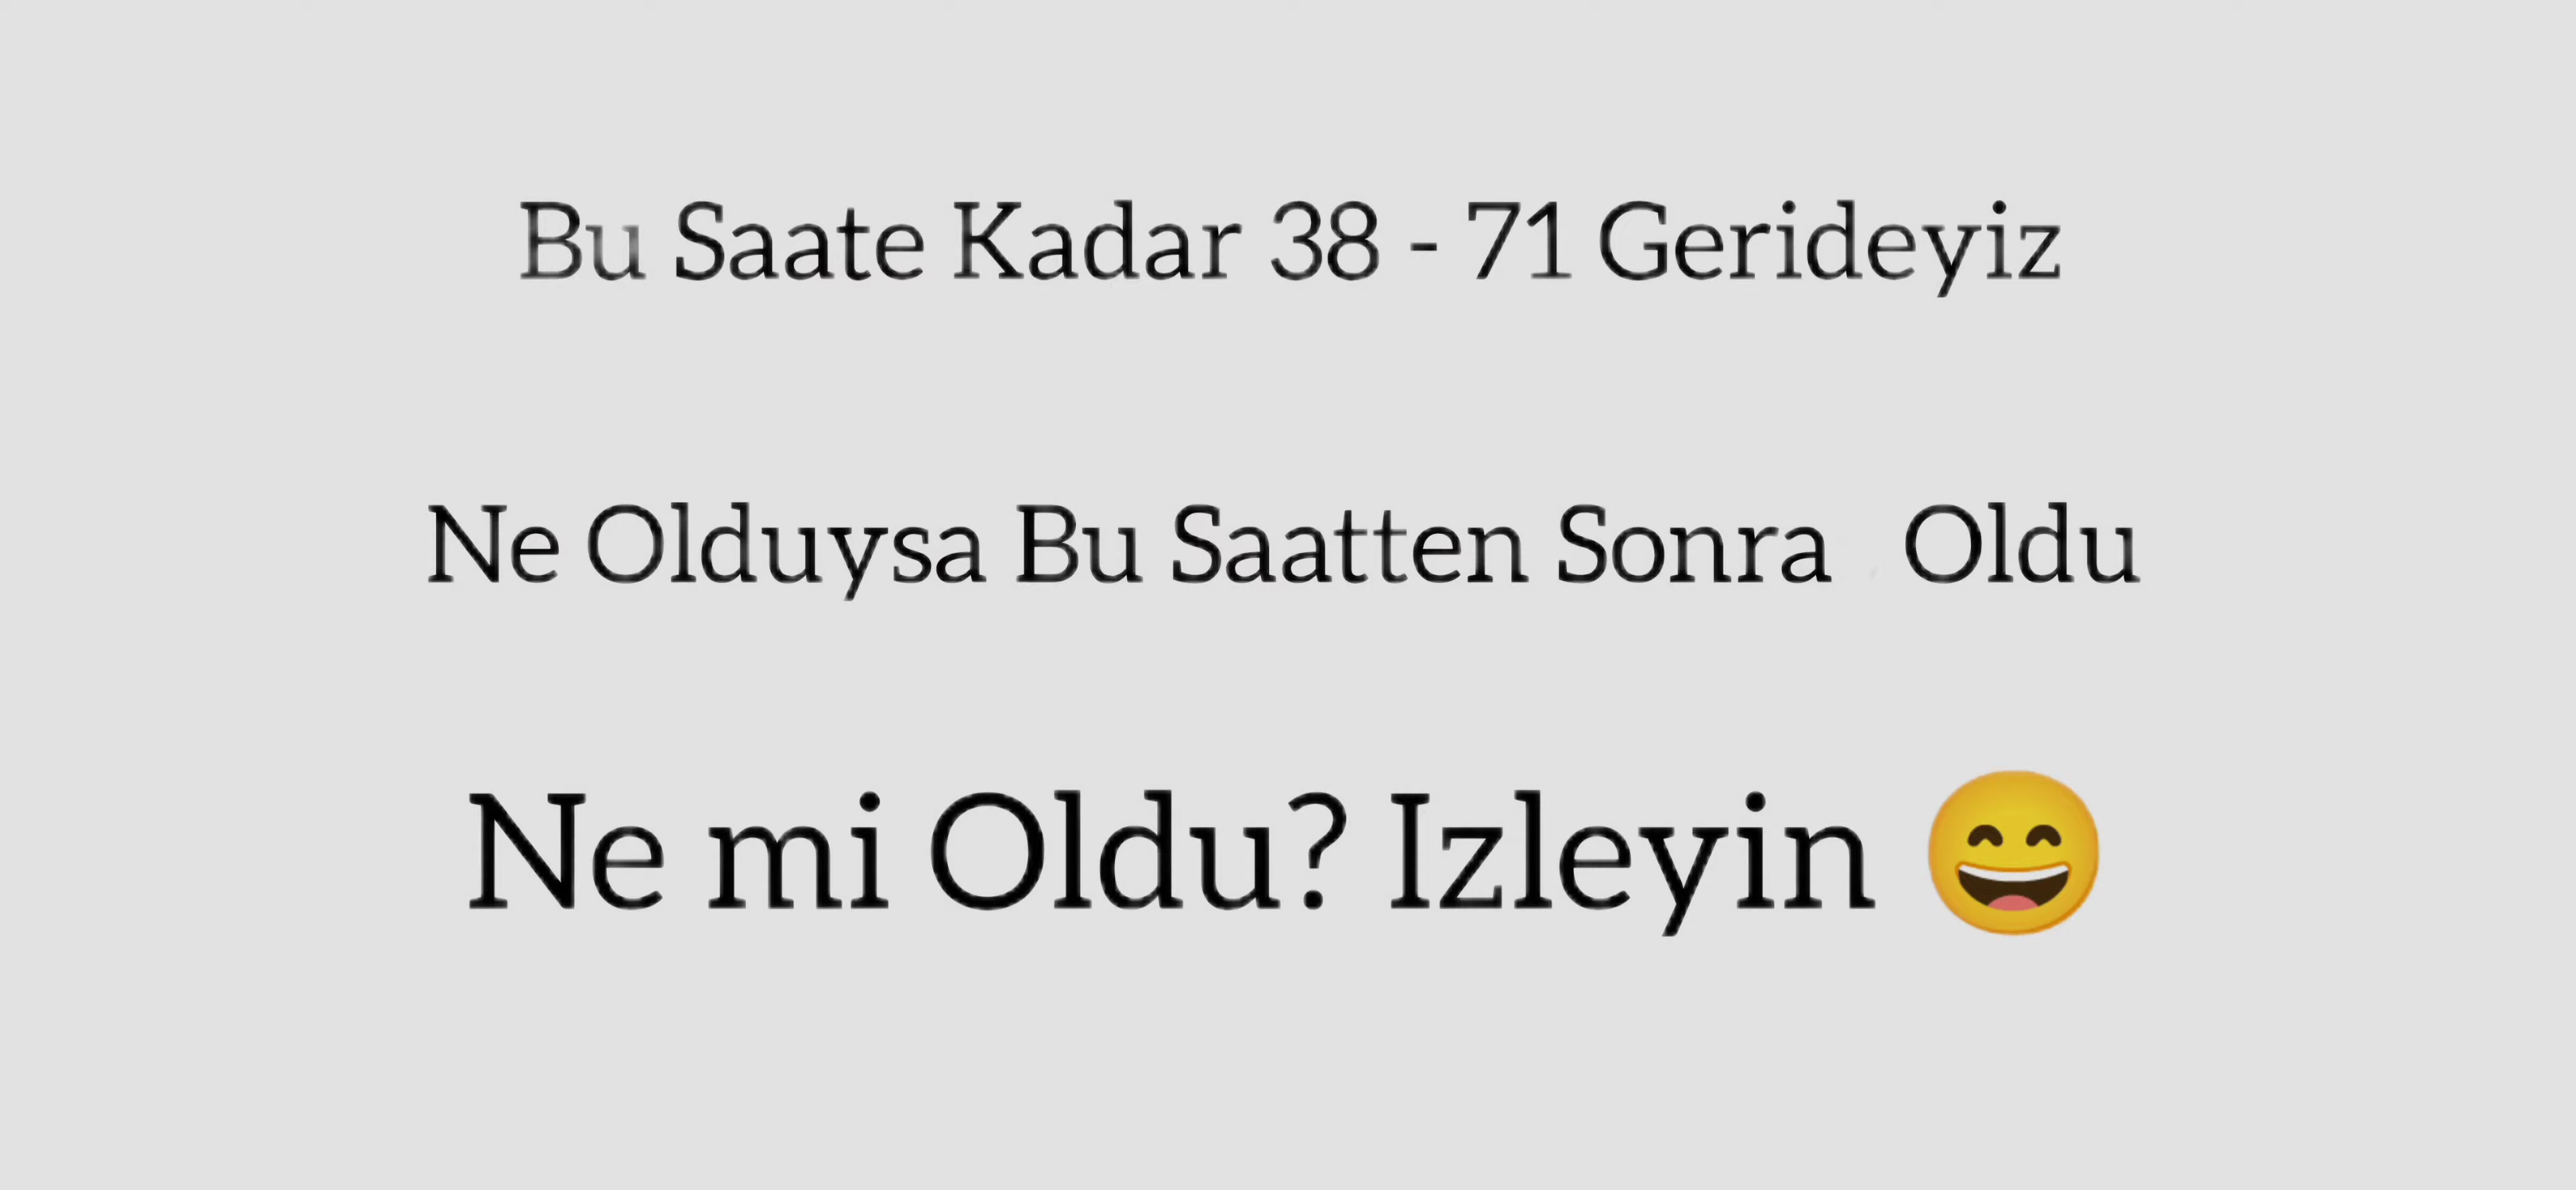 Bu Saate Kadar 38 - 71 Gerideyiz
Ne Olduysa Bu Saatten Sonra Oldu
Ne mi Oldu? Izleyin 😄